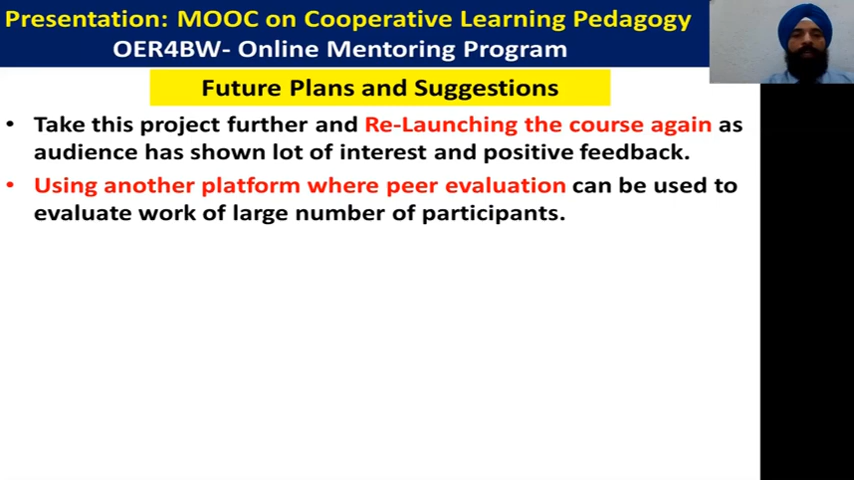 Presentation: MOOC on Cooperative Learning Pedagogy
OER4BW- Online Mentoring Program
Future Plans and Suggestions
• Take this project further and Re-Launching the course again as
audience has shown lot of interest and positive feedback.
• Using another platform where peer evaluation can be used to
evaluate work of large number of participants.